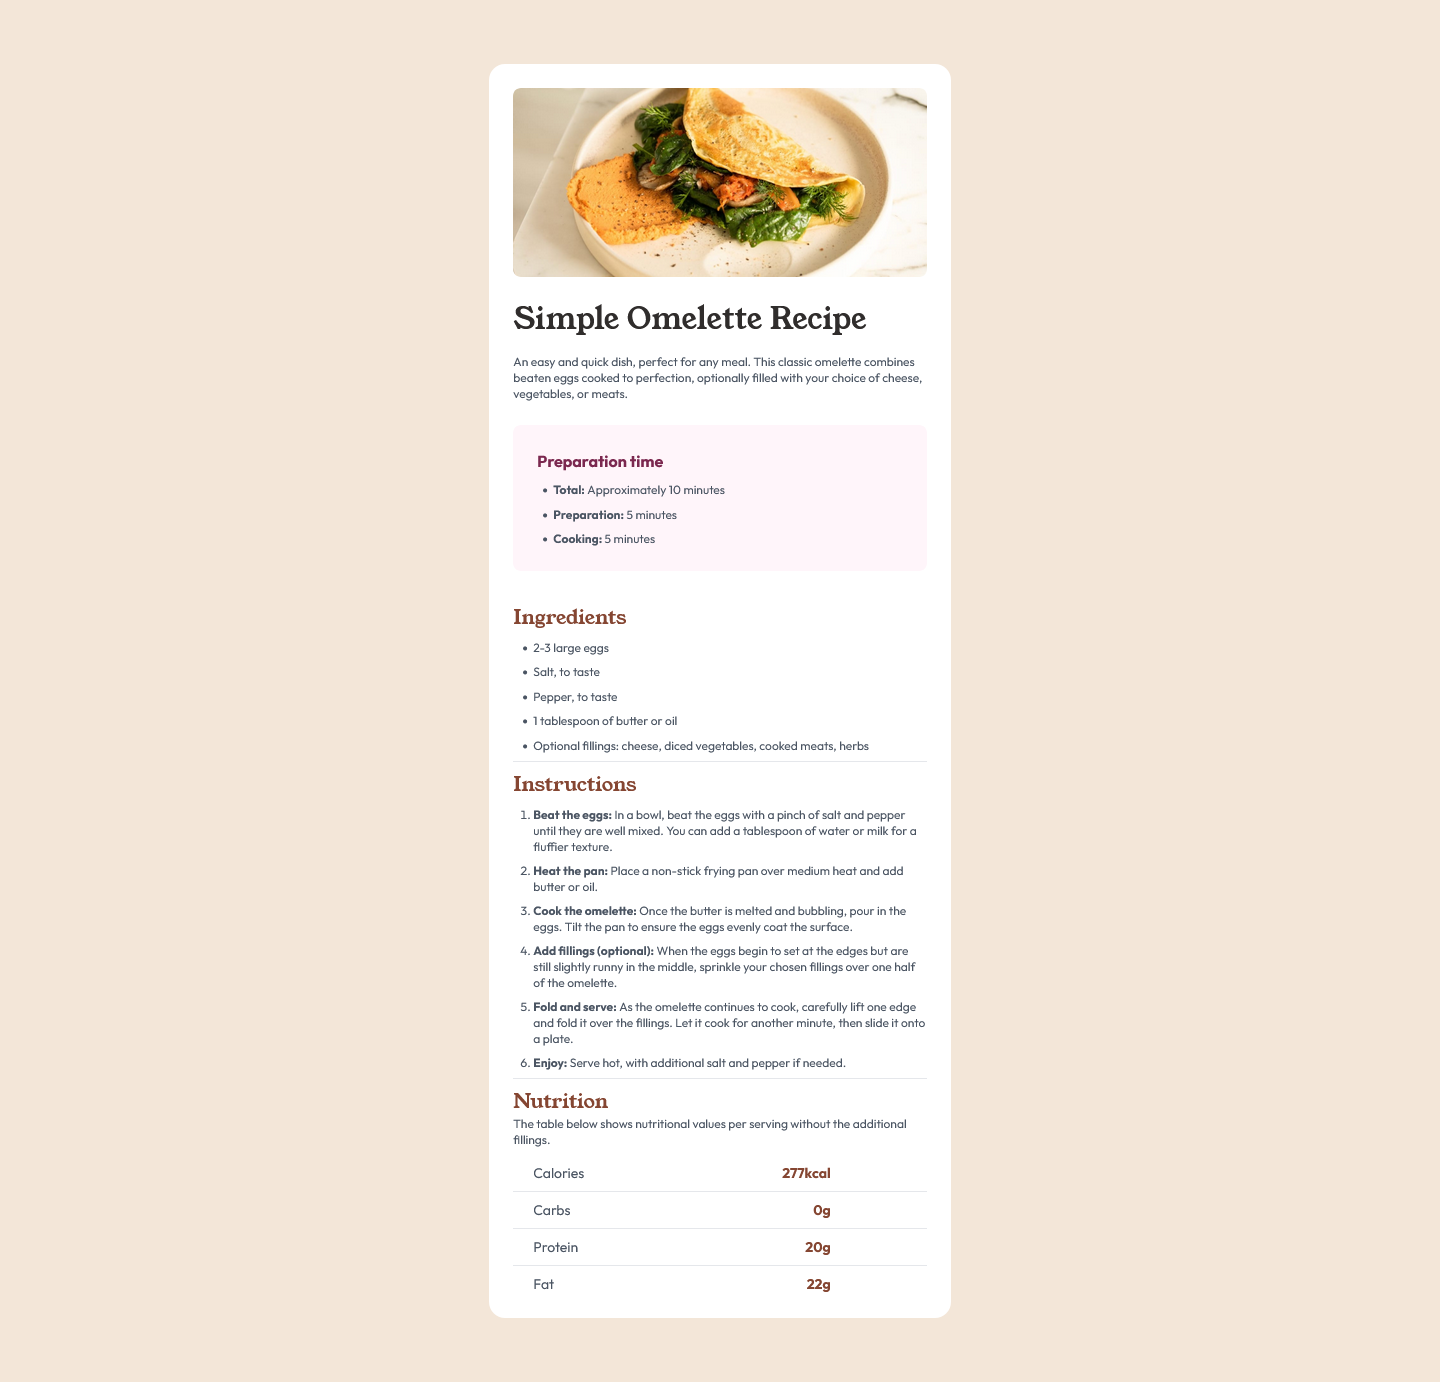 Simple Omelette Recipe
An easy and quick dish, perfect for any meal. This classic omelette combines
beaten eggs cooked to perfection, optionally filled with your choice of cheese,
vegetables, or meats.
Preparation time
• Total: Approximately 10 minutes
• Preparation: 5 minutes
• Cooking: 5 minutes
Ingredients
• 2-3 large eggs
• Salt, to taste
• Pepper, to taste
• 1 tablespoon of butter or oil
• Optional fillings: cheese, diced vegetables, cooked meats, herbs
Instructions
1. Beat the eggs: In a bowl, beat the eggs with a pinch of salt and pepper
until they are well mixed. You can add a tablespoon of water or milk for a
fluffier texture.
2. Heat the pan: Place a non-stick frying pan over medium heat and add
butter or oil.
3. Cook the omelette: Once the butter is melted and bubbling, pour in the
eggs. Tilt the pan to ensure the eggs evenly coat the surface.
4. Add fillings (optional): When the eggs begin to set at the edges but are
still slightly runny in the middle, sprinkle your chosen fillings over one half
of the omelette.
5. Fold and serve: As the omelette continues to cook, carefully lift one edge
and fold it over the fillings. Let it cook for another minute, then slide it onto
a plate.
6. Enjoy: Serve hot, with additional salt and pepper if needed.
Nutrition
The table below shows nutritional values per serving without the additional
fillings.
Calories 277kcal
Carbs 0g
Protein 20g
Fat 22g